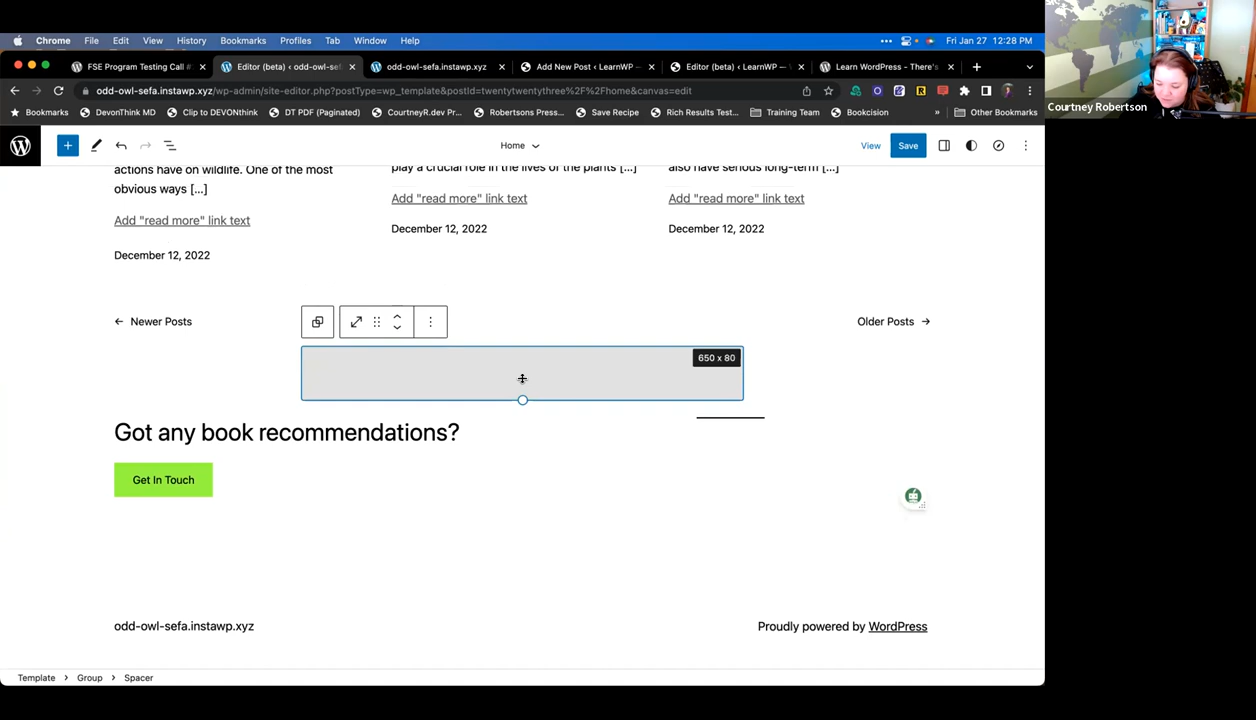 Chrome File Edit View History Bookmarks Profiles Tab Window Help Fri Jan 27 12:28 PM
FSE Program Testing Call # Editor (beta) ‹ odd-owl-sef odd-owl-sefa.instawp.xyz Add New Post ‹ LearnWP — Editor (beta) ‹ LearnWP — W Learn WordPress - There's
odd-owl-sefa.instawp.xyz/wp-admin/site-editor.php?postType=wp_template&postId=twentytwentythree%2F%2Fhome&canvas=edit
Bookmarks DevonThink MD Clip to DEVONthink DT PDF (Paginated) CourtneyR.dev Pr... Robertsons Press... Save Recipe Rich Results Test... Training Team Bookcision » Other Bookmarks
Courtney Robertson
Home View Save
actions have on wildlife. One of the most
obvious ways [...]
Add "read more" link text
December 12, 2022
play a crucial role in the lives of the plants [...]
Add "read more" link text
December 12, 2022
also have serious long-term [...]
Add "read more" link text
December 12, 2022
← Newer Posts
Older Posts →
650 x 80
Got any book recommendations?
Get In Touch
odd-owl-sefa.instawp.xyz
Proudly powered by WordPress
Template > Group > Spacer